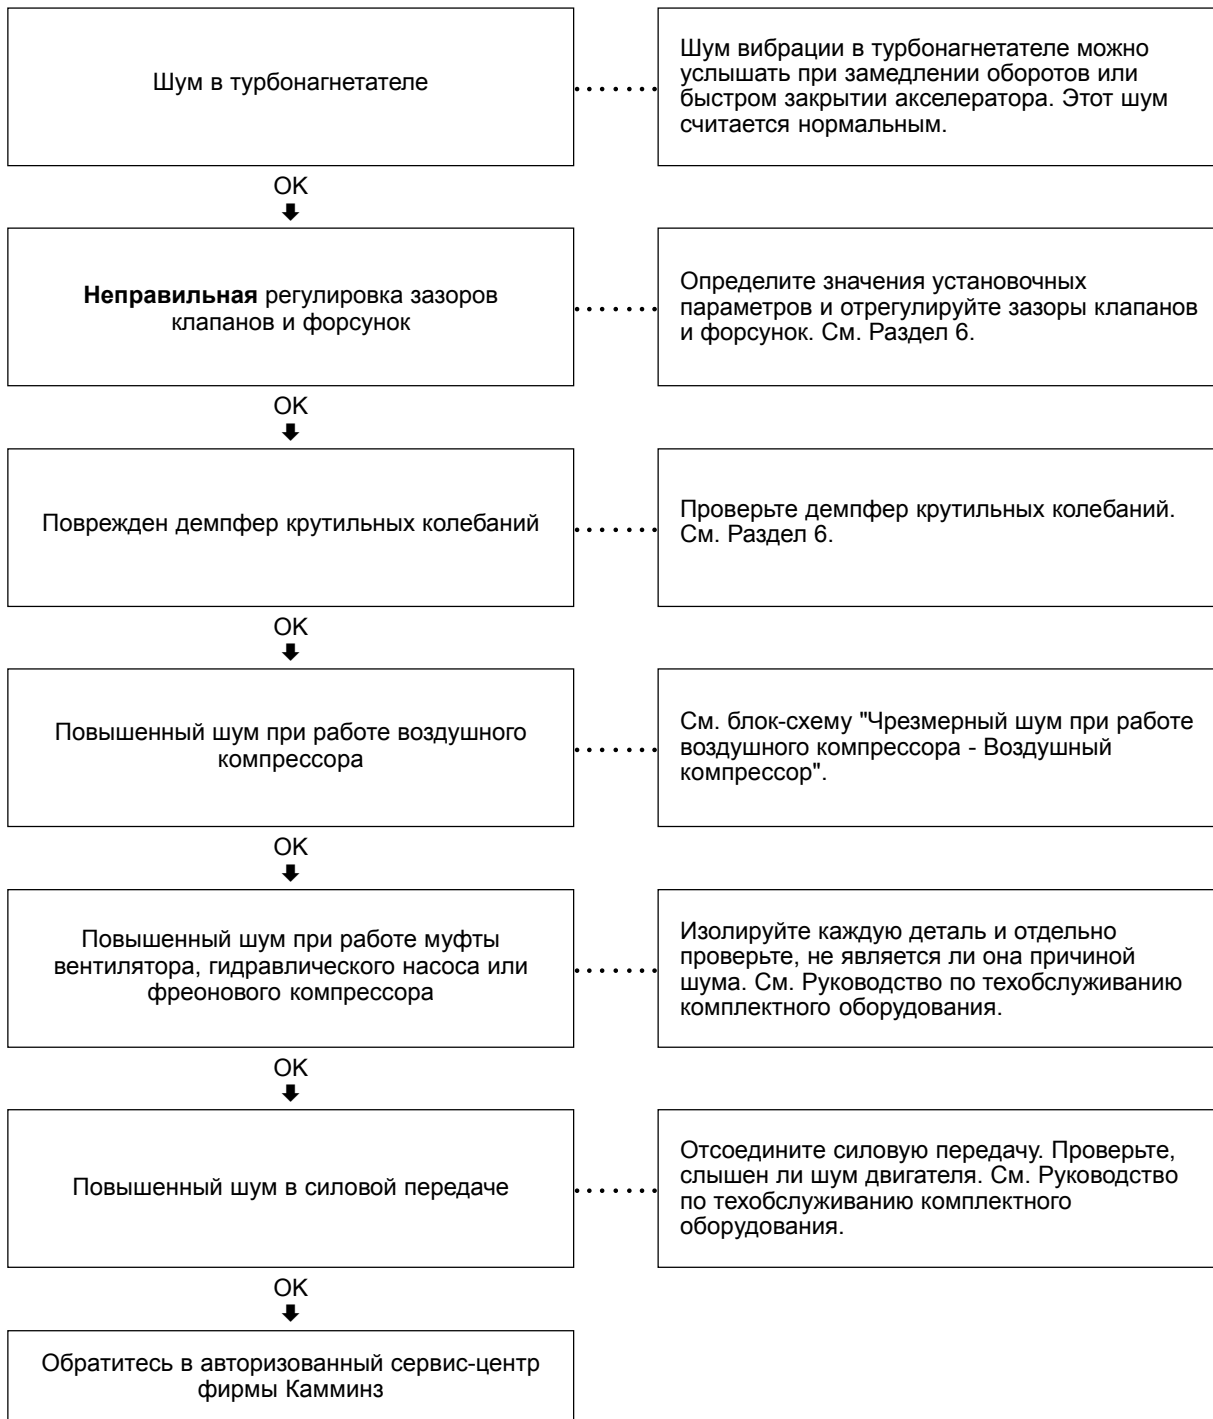 Шум в турбонагнетателе
Шум вибрации в турбонагнетателе можно
услышать при замедлении оборотов или
быстром закрытии акселератора. Этот шум
считается нормальным.
OK
Неправильная регулировка зазоров
клапанов и форсунок
Определите значения установочных
параметров и отрегулируйте зазоры клапанов
и форсунок. См. Раздел 6.
OK
Поврежден демпфер крутильных колебаний
Проверьте демпфер крутильных колебаний.
См. Раздел 6.
OK
Повышенный шум при работе воздушного
компрессора
См. блок-схему "Чрезмерный шум при работе
воздушного компрессора - Воздушный
компрессор".
OK
Повышенный шум при работе муфты
вентилятора, гидравлического насоса или
фреонового компрессора
Изолируйте каждую деталь и отдельно
проверьте, не является ли она причиной
шума. См. Руководство по техобслуживанию
комплектного оборудования.
OK
Повышенный шум в силовой передаче
Отсоедините силовую передачу. Проверьте,
слышен ли шум двигателя. См. Руководство
по техобслуживанию комплектного
оборудования.
OK
Обратитесь в авторизованный сервис-центр
фирмы Камминз